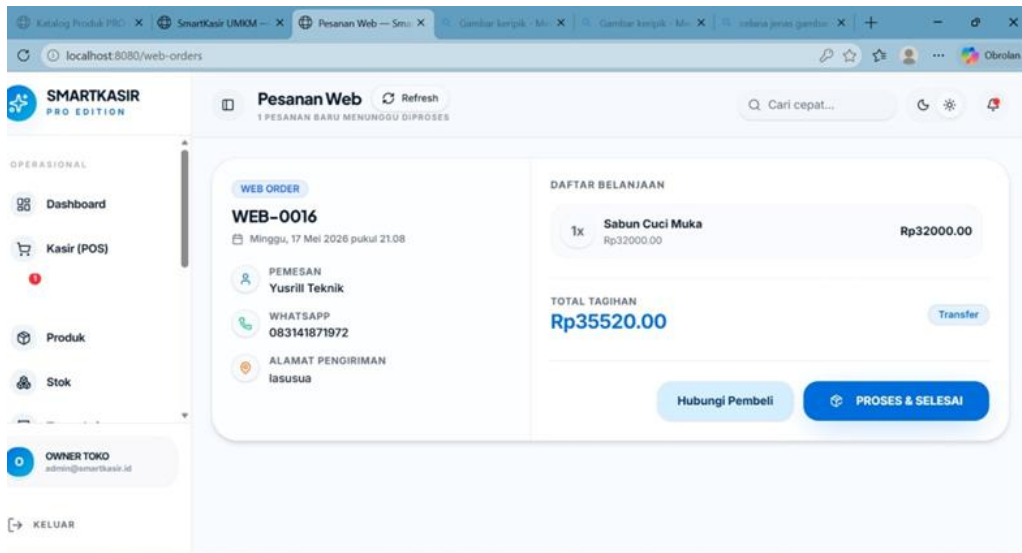 Katalog Produk PRO
SmartKasir UMKM —
Pesanan Web — Sma
Gambar keripik - Mi
Gambar keripik - Mi
celana jenas gambar
localhost:8080/web-orders
Obrolan
SMARTKASIR
PRO EDITION
Pesanan Web
Refresh
1 PESANAN BARU MENUNGGU DIPROSES
Cari cepat...
OPERASIONAL
Dashboard
Kasir (POS)
1
Produk
Stok
OWNER TOKO
admin@smartkasir.id
KELUAR
WEB ORDER
WEB-0016
Minggu, 17 Mei 2026 pukul 21.08
PEMESAN
Yusrill Teknik
WHATSAPP
083141871972
ALAMAT PENGIRIMAN
lasusua
DAFTAR BELANJAAN
1x
Sabun Cuci Muka
Rp32000.00
Rp32000.00
TOTAL TAGIHAN
Rp35520.00
Transfer
Hubungi Pembeli
PROSES & SELESAI